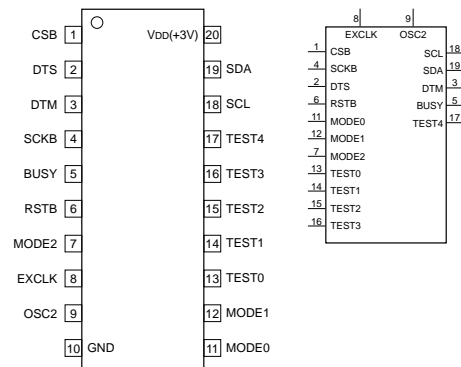 CSB 1 VDD(+3V) 20
DTS 2 19 SDA
DTM 3 18 SCL
SCKB 4 17 TEST4
BUSY 5 16 TEST3
RSTB 6 15 TEST2
MODE2 7 14 TEST1
EXCLK 8 13 TEST0
OSC2 9 12 MODE1
10 GND 11 MODE0
8 9
EXCLK OSC2
1 CSB SCL 18
4 SCKB SDA 19
2 DTS DTM 3
6 RSTB BUSY 5
11 MODE0 TEST4 17
12 MODE1
7 MODE2
13 TEST0
14 TEST1
15 TEST2
16 TEST3